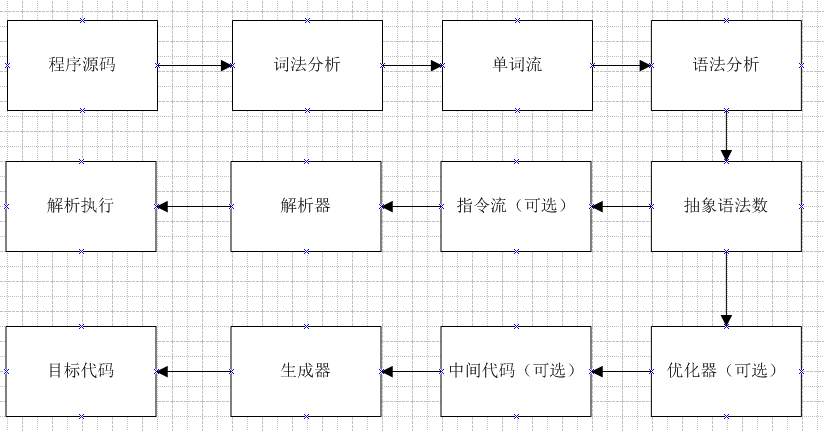 程序源码
词法分析
单词流
语法分析
解析执行
解析器
指令流（可选）
抽象语法数
目标代码
生成器
中间代码（可选）
优化器（可选）